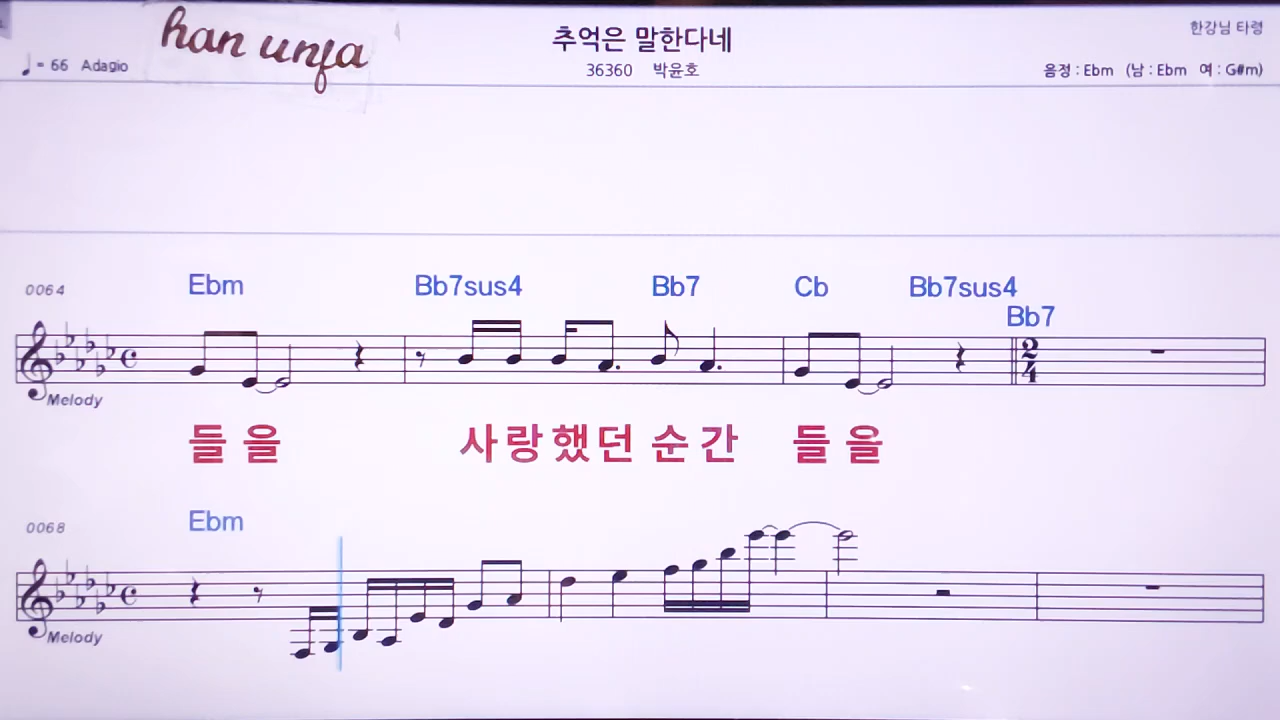 han unfa
추억은 말한다네
한강님 타령
♩= 66 Adagio
36360 박윤호
음정 : Ebm (남 : Ebm 여 : G#m)
0064 Ebm Bb7sus4 Bb7 Cb Bb7sus4 Bb7
2 4
Melody
들을 사랑했던 순간 들을
0068 Ebm
Melody